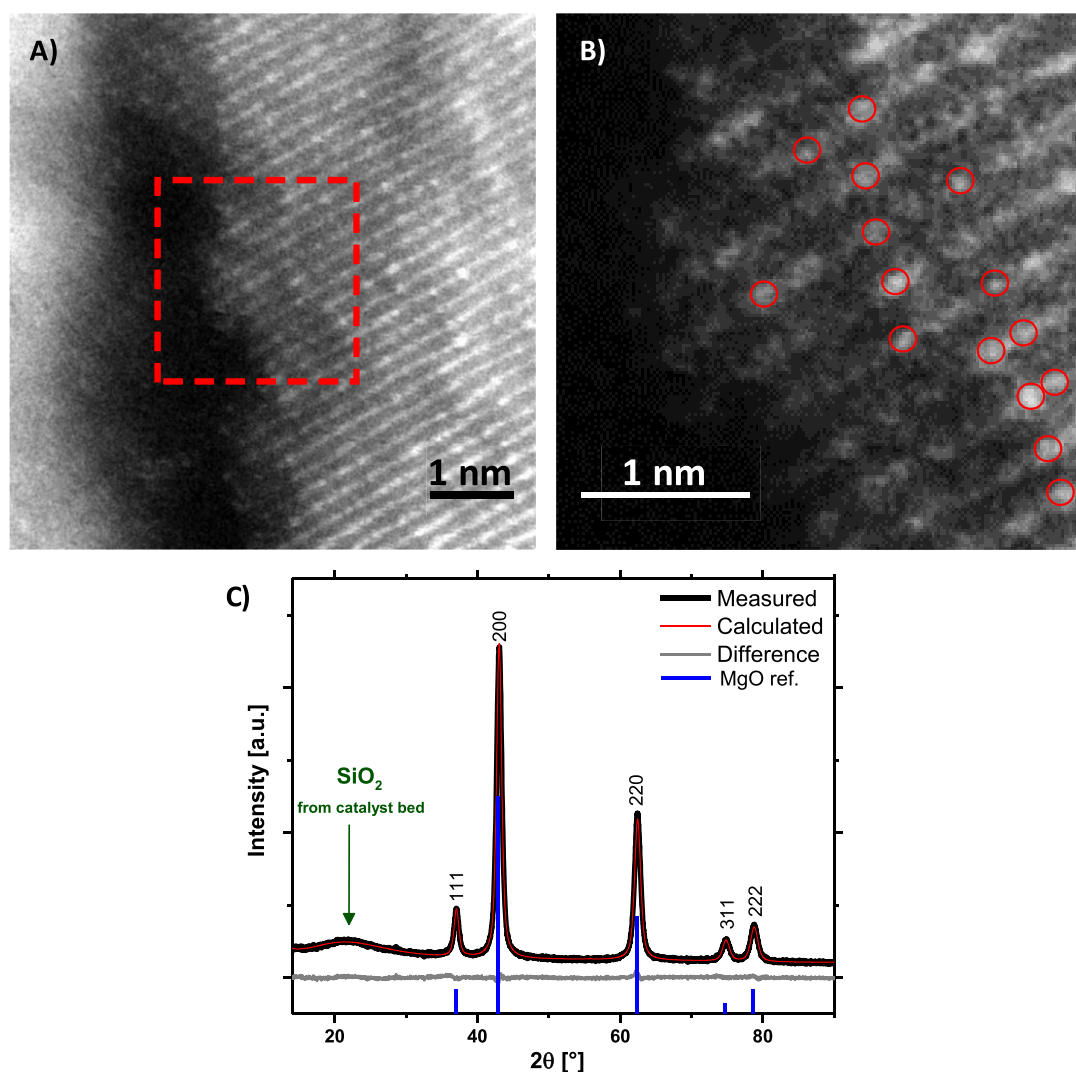 A)
1 nm
B)
1 nm
C)
Measured
Calculated
Difference
MgO ref.
SiO₂
from catalyst bed
111
200
220
311
222
Intensity [a.u.]
20
40
60
80
2θ [°]